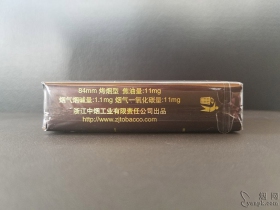 84mm 烤烟型 焦油量:11mg
烟气烟碱量:1.1mg 烟气一氧化碳量:11mg
浙江中烟工业有限责任公司出品
http://www.zjtobacco.com